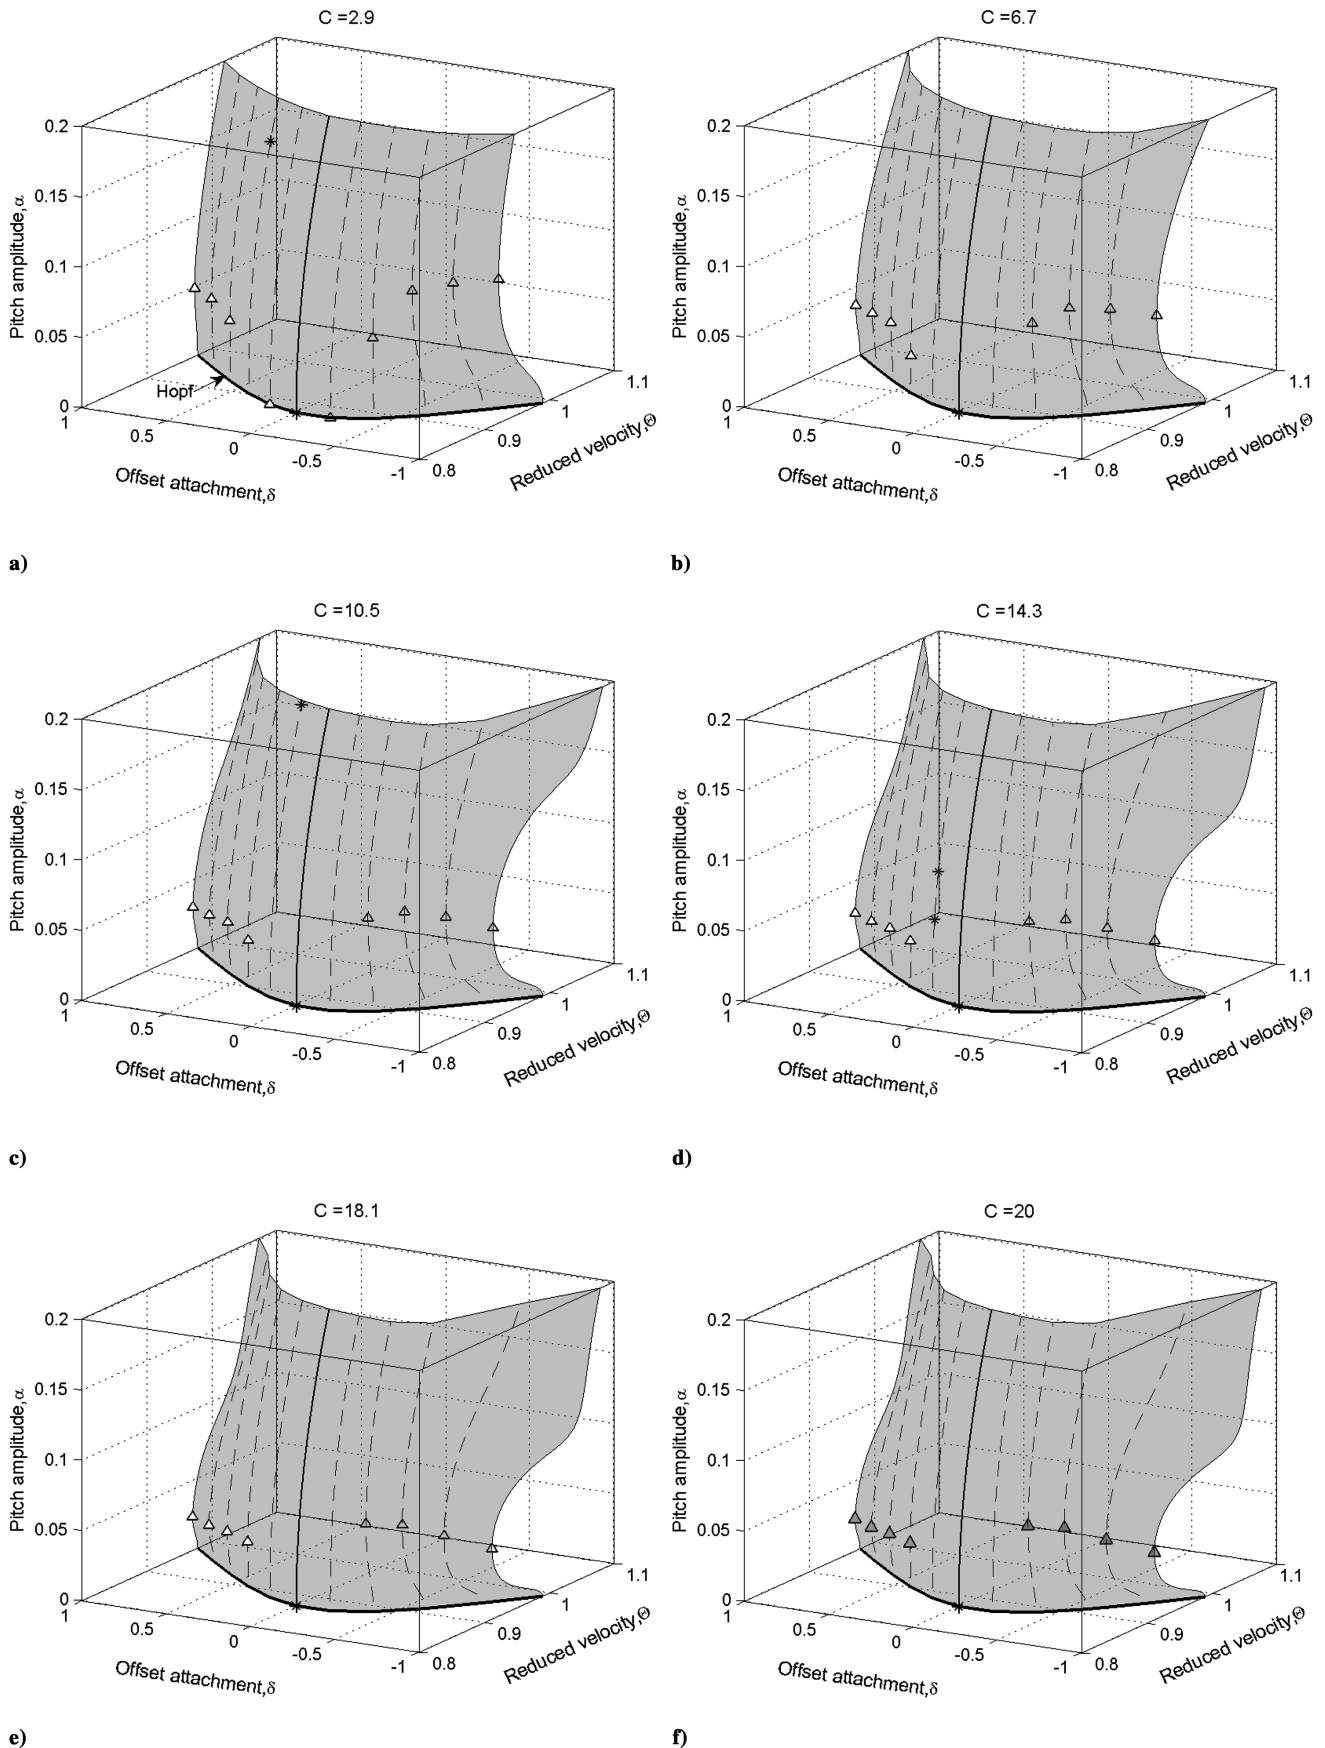 C =2.9
C =6.7
0.2
0.15
0.1
0.05
0
Pitch amplitude,α
Hopf
1
0.5
0
-0.5
-1
Offset attachment,δ
0.8
0.9
1
1.1
Reduced velocity,Θ
0.2
0.15
0.1
0.05
0
Pitch amplitude,α
1
0.5
0
-0.5
-1
Offset attachment,δ
0.8
0.9
1
1.1
Reduced velocity,Θ
a)
b)
C =10.5
C =14.3
0.2
0.15
0.1
0.05
0
Pitch amplitude,α
1
0.5
0
-0.5
-1
Offset attachment,δ
0.8
0.9
1
1.1
Reduced velocity,Θ
0.2
0.15
0.1
0.05
0
Pitch amplitude,α
1
0.5
0
-0.5
-1
Offset attachment,δ
0.8
0.9
1
1.1
Reduced velocity,Θ
c)
d)
C =18.1
C =20
0.2
0.15
0.1
0.05
0
Pitch amplitude,α
1
0.5
0
-0.5
-1
Offset attachment,δ
0.8
0.9
1
1.1
Reduced velocity,Θ
0.2
0.15
0.1
0.05
0
Pitch amplitude,α
1
0.5
0
-0.5
-1
Offset attachment,δ
0.8
0.9
1
1.1
Reduced velocity,Θ
e)
f)